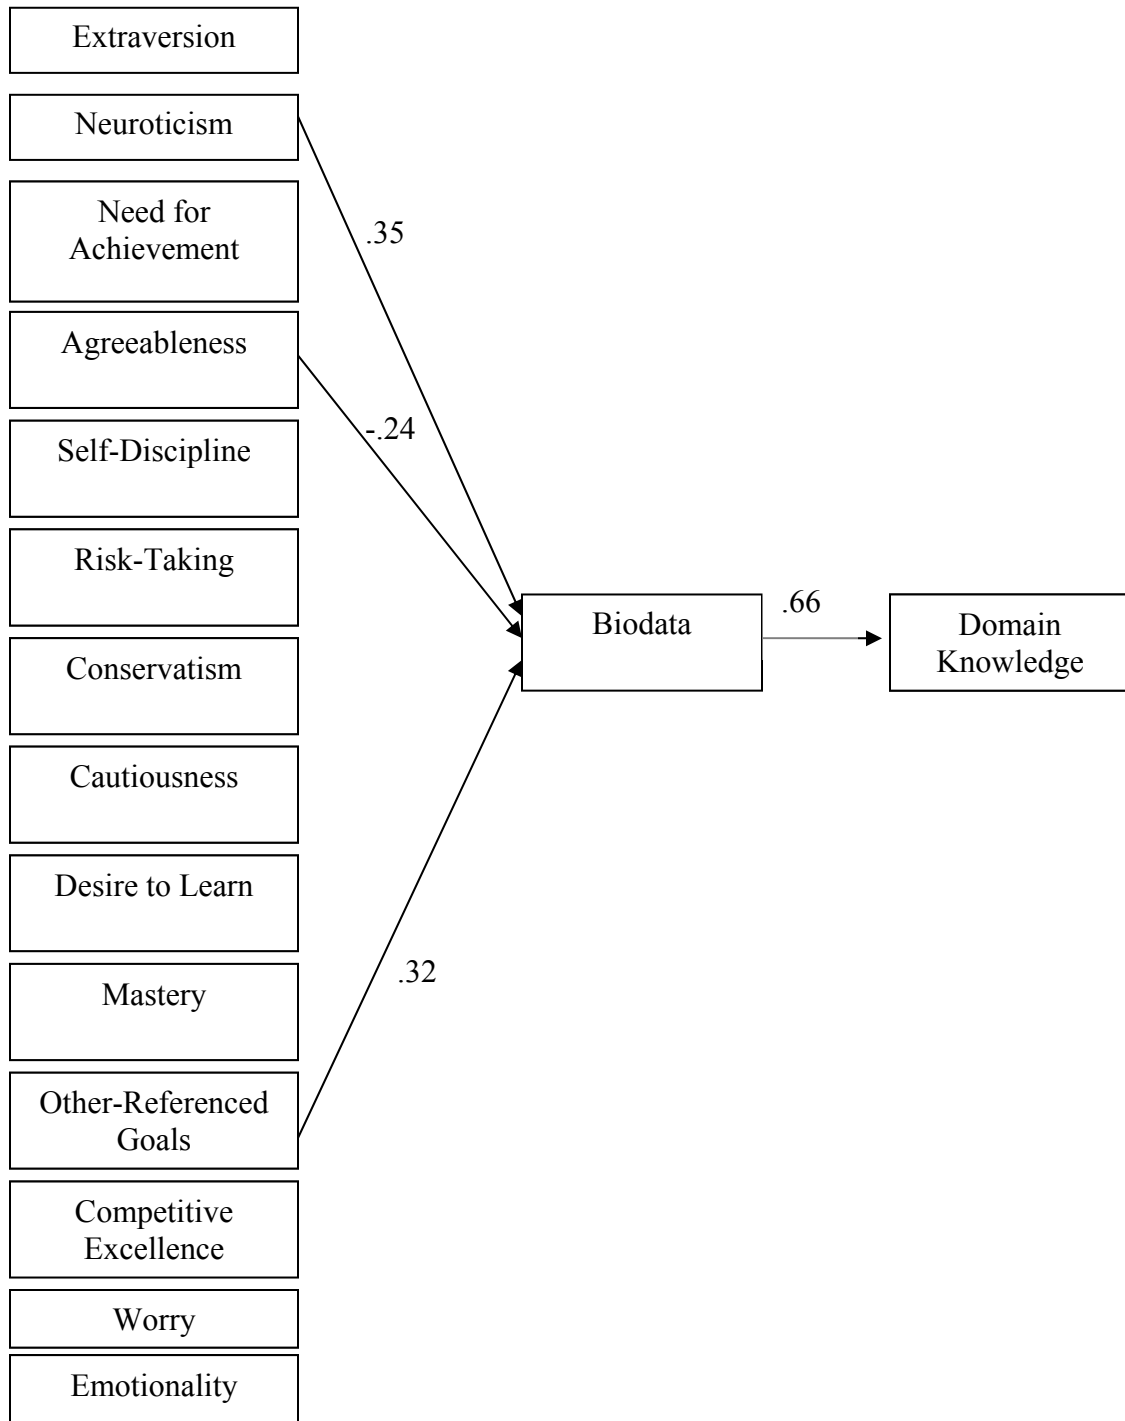 Extraversion
Neuroticism
Need for
Achievement
.35
Agreeableness
-.24
Self-Discipline
Risk-Taking
Biodata
.66
Domain
Knowledge
Conservatism
Cautiousness
Desire to Learn
.32
Mastery
Other-Referenced
Goals
Competitive
Excellence
Worry
Emotionality